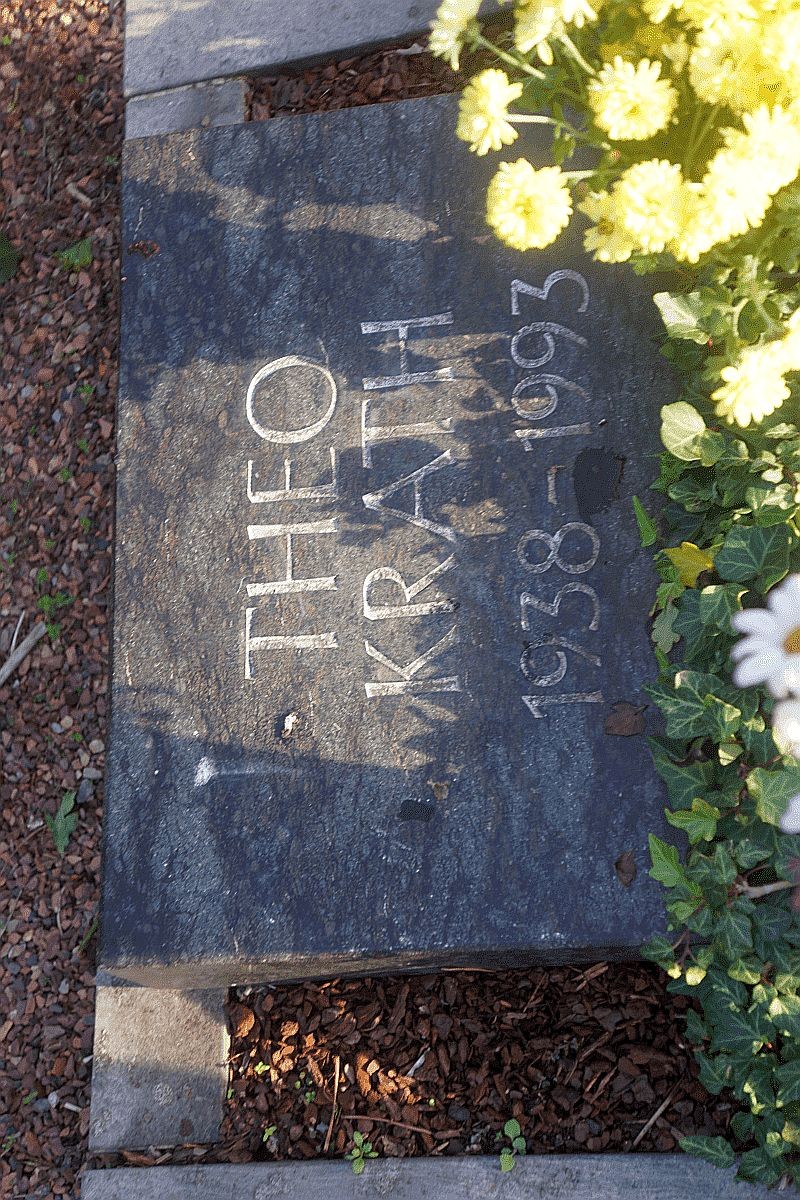 THEO
KRATH
1938 – 1993